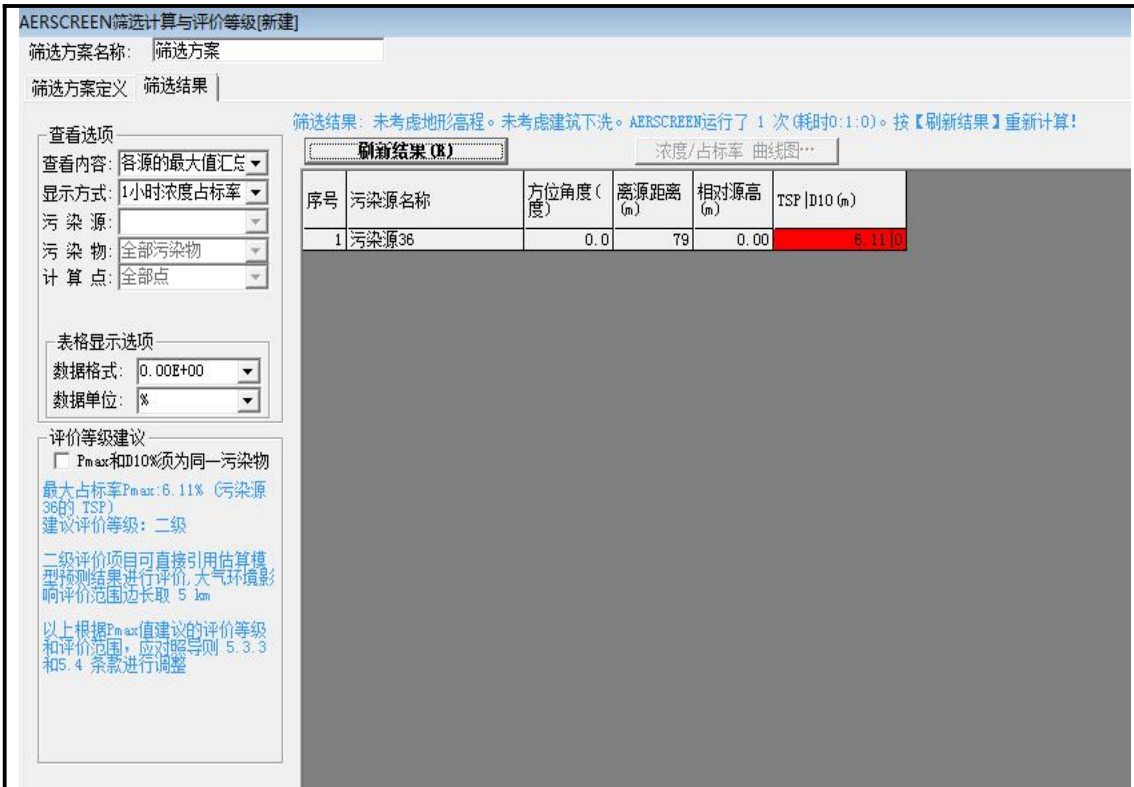 AERSCREEN筛选计算与评价等级[新建]
筛选方案名称: 筛选方案
筛选方案定义 筛选结果
筛选结果: 未考虑地形高程。未考虑建筑下洗。AERSCREEN运行了 1 次(耗时0:1:0)。按【刷新结果】重新计算!
刷新结果(R) 浓度/占标率 曲线图…
查看选项
查看内容: 各源的最大值汇总
显示方式: 1小时浓度占标率
污 染 源:
污 染 物: 全部污染物
计 算 点: 全部点
序号 污染源名称 方位角度(度) 离源距离(m) 相对源高(m) TSP|D10(m)
1 污染源36 0.0 79 0.00 6.11|0
表格显示选项
数据格式: 0.00E+00
数据单位: %
评价等级建议
Pmax和D10%须为同一污染物
最大占标率Pmax:6.11% (污染源
36的 TSP)
建议评价等级: 二级
二级评价项目可直接引用估算模
型预测结果进行评价,大气环境影
响评价范围边长取 5 km
以上根据Pmax值建议的评价等级
和评价范围,应对照导则 5.3.3
和5.4 条款进行调整